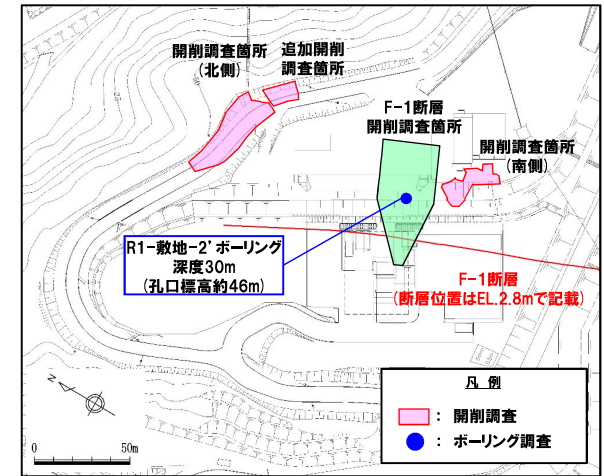 開削調査箇所
(北側)
追加開削
調査箇所
F-1断層
開削調査箇所
開削調査箇所
(南側)
R1-敷地-2'ボーリング
深度30m
(孔口標高約46m)
F-1断層
(断層位置はEL.2.8mで記載)
N
0 50m
凡 例
: 開削調査
: ボーリング調査